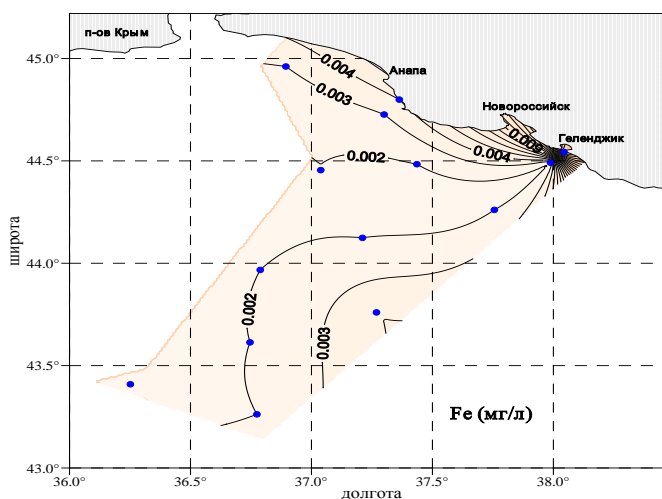 п-ов Крым
45.0°
Анапа
0.004
0.003
Новороссийск
0.009
Геленджик
0.004
0.002
44.5°
широта
44.0°
0.002
0.003
43.5°
Fe (мг/л)
43.0°
36.0°
36.5°
37.0°
37.5°
38.0°
долгота